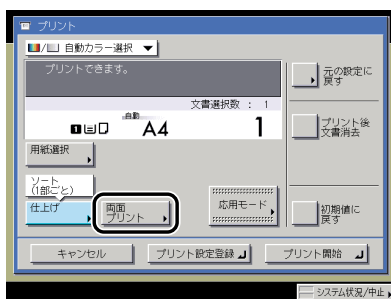 プリント
自動カラー選択
プリントできます。
文書選択数 : 1
自動
1 A4 1
用紙選択
ソート
(1部ごと)
仕上げ
両面
プリント
応用モード
元の設定に
戻す
プリント後
文書消去
初期値に
戻す
キャンセル
プリント設定登録
プリント開始
システム状況/中止